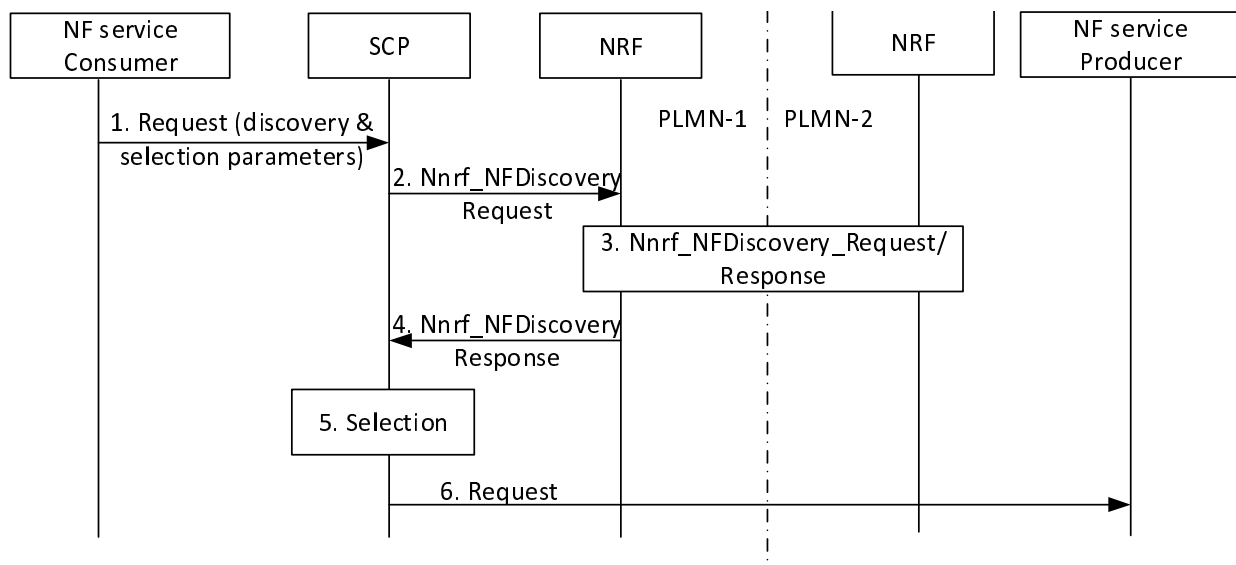 NF service
Consumer
SCP
NRF
NRF
NF service
Producer
PLMN-1
PLMN-2
1. Request (discovery &
selection parameters)
2. Nnrf_NFDiscovery
Request
3. Nnrf_NFDiscovery_Request/
Response
4. Nnrf_NFDiscovery
Response
5. Selection
6. Request